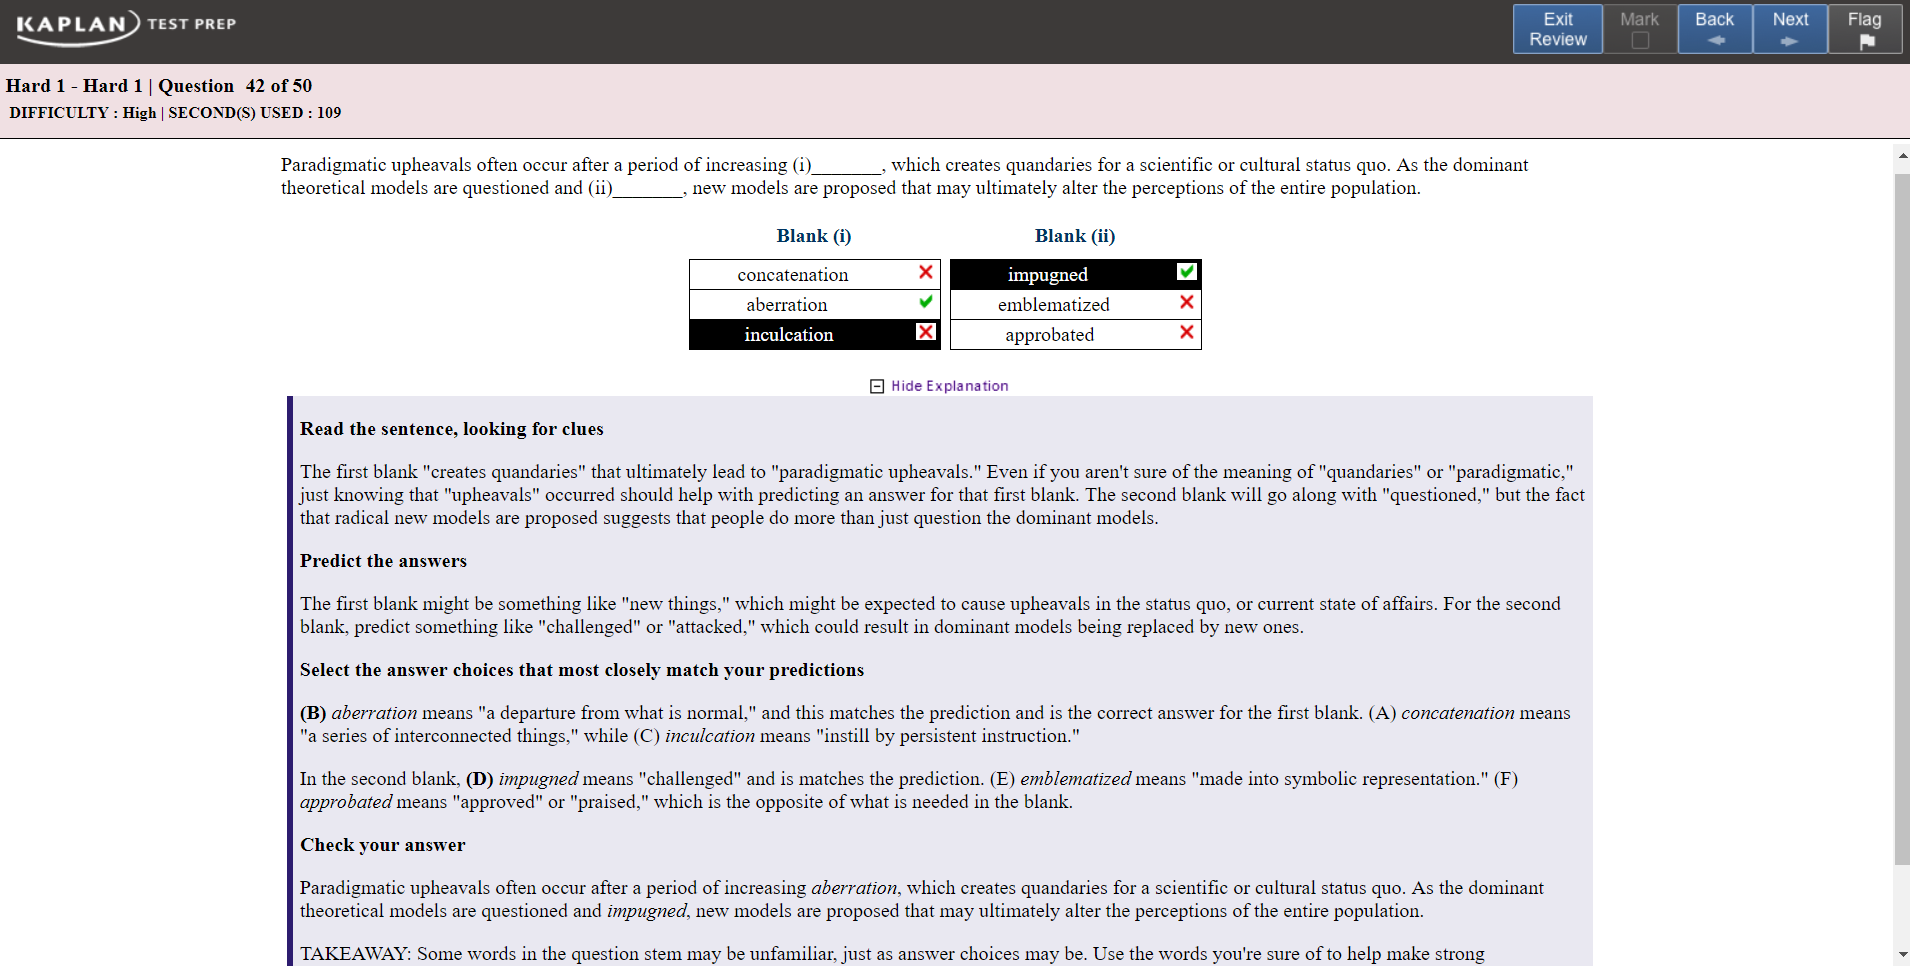 KAPLAN TEST PREP
Exit Review
Mark
Back
Next
Flag
Hard 1 - Hard 1 | Question 42 of 50
DIFFICULTY : High | SECOND(S) USED : 109
Paradigmatic upheavals often occur after a period of increasing (i)_______, which creates quandaries for a scientific or cultural status quo. As the dominant
theoretical models are questioned and (ii)_______, new models are proposed that may ultimately alter the perceptions of the entire population.
Blank (i) Blank (ii)
concatenation impugned
aberration emblematized
inculcation approbated
Hide Explanation
Read the sentence, looking for clues
The first blank "creates quandaries" that ultimately lead to "paradigmatic upheavals." Even if you aren't sure of the meaning of "quandaries" or "paradigmatic,"
just knowing that "upheavals" occurred should help with predicting an answer for that first blank. The second blank will go along with "questioned," but the fact
that radical new models are proposed suggests that people do more than just question the dominant models.
Predict the answers
The first blank might be something like "new things," which might be expected to cause upheavals in the status quo, or current state of affairs. For the second
blank, predict something like "challenged" or "attacked," which could result in dominant models being replaced by new ones.
Select the answer choices that most closely match your predictions
(B) aberration means "a departure from what is normal," and this matches the prediction and is the correct answer for the first blank. (A) concatenation means
"a series of interconnected things," while (C) inculcation means "instill by persistent instruction."
In the second blank, (D) impugned means "challenged" and is matches the prediction. (E) emblematized means "made into symbolic representation." (F)
approbated means "approved" or "praised," which is the opposite of what is needed in the blank.
Check your answer
Paradigmatic upheavals often occur after a period of increasing aberration, which creates quandaries for a scientific or cultural status quo. As the dominant
theoretical models are questioned and impugned, new models are proposed that may ultimately alter the perceptions of the entire population.
TAKEAWAY: Some words in the question stem may be unfamiliar, just as answer choices may be. Use the words you're sure of to help make strong